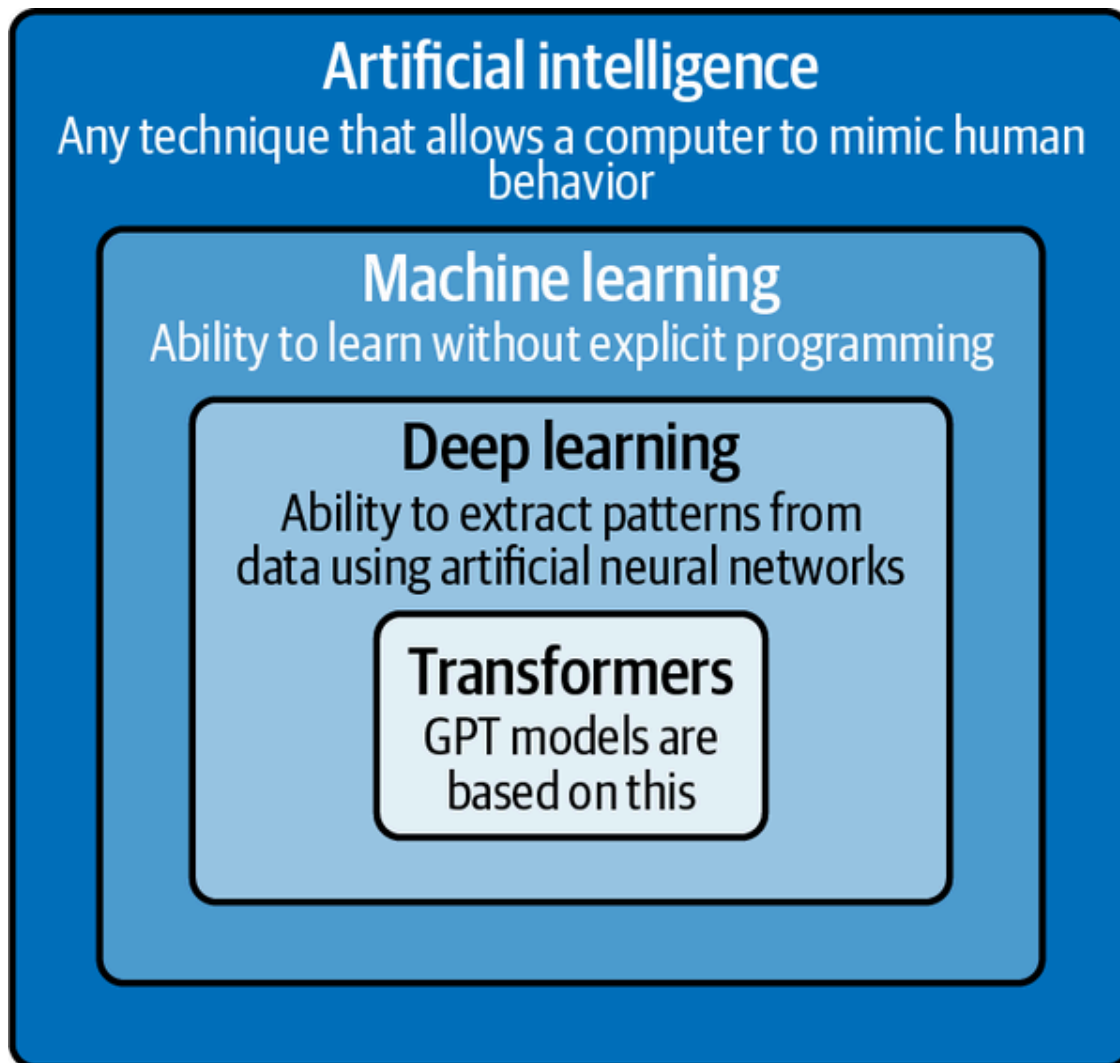 Artificial intelligence
Any technique that allows a computer to mimic human
behavior
Machine learning
Ability to learn without explicit programming
Deep learning
Ability to extract patterns from
data using artificial neural networks
Transformers
GPT models are
based on this